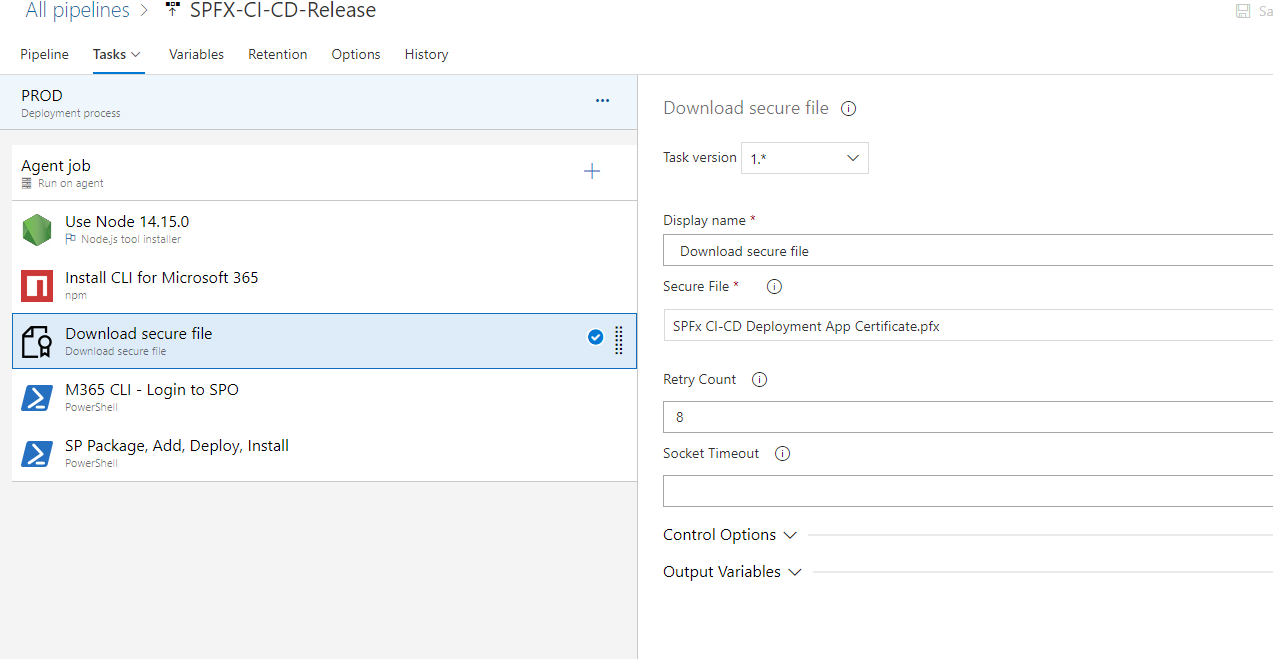 All pipelines > SPFX-CI-CD-Release
Sa
Pipeline Tasks Variables Retention Options History
PROD
Deployment process
Agent job
Run on agent
Use Node 14.15.0
Node.js tool installer
Install CLI for Microsoft 365
npm
Download secure file
Download secure file
M365 CLI - Login to SPO
PowerShell
SP Package, Add, Deploy, Install
PowerShell
Download secure file
Task version 1.*
Display name *
Download secure file
Secure File *
SPFx CI-CD Deployment App Certificate.pfx
Retry Count
8
Socket Timeout
Control Options
Output Variables